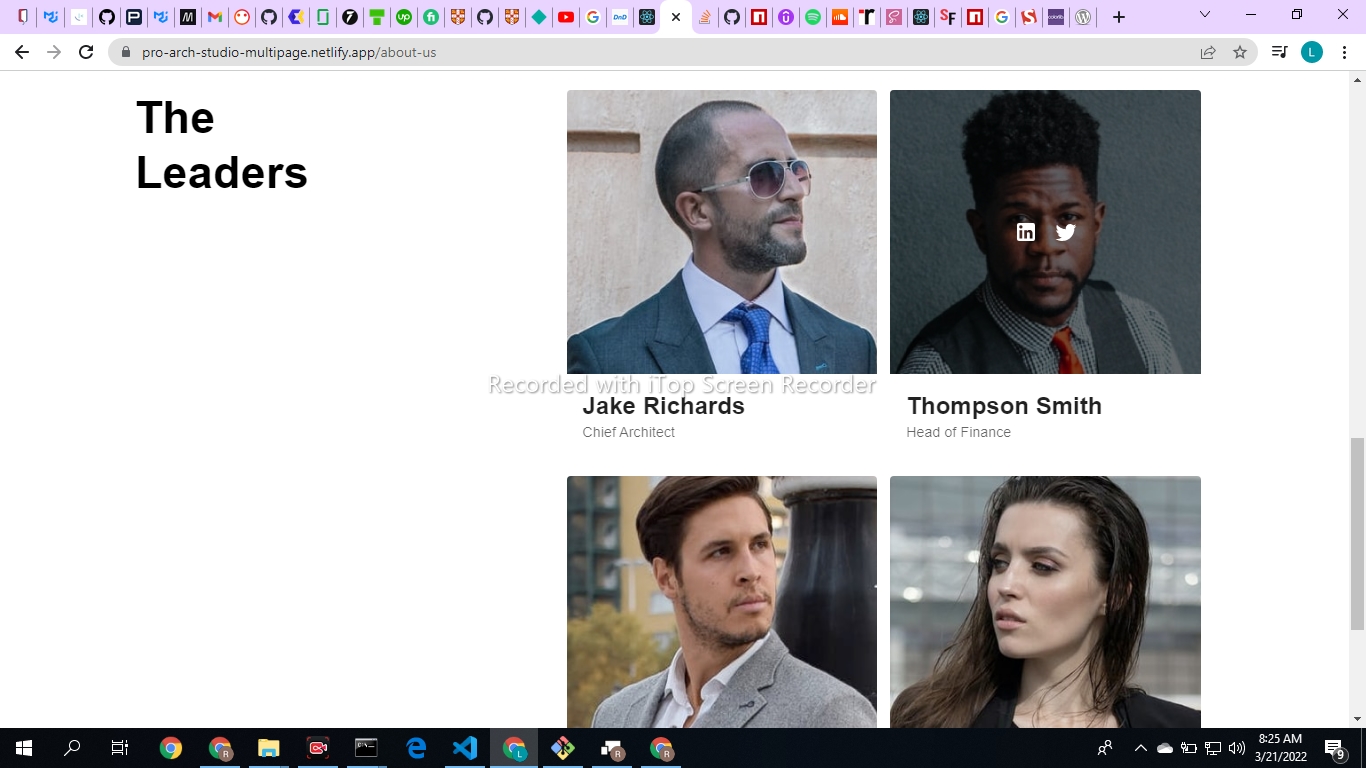 pro-arch-studio-multipage.netlify.app/about-us
L
The
Leaders
Recorded with iTop Screen Recorder
Jake Richards
Chief Architect
Thompson Smith
Head of Finance
8:25 AM
3/21/2022
9